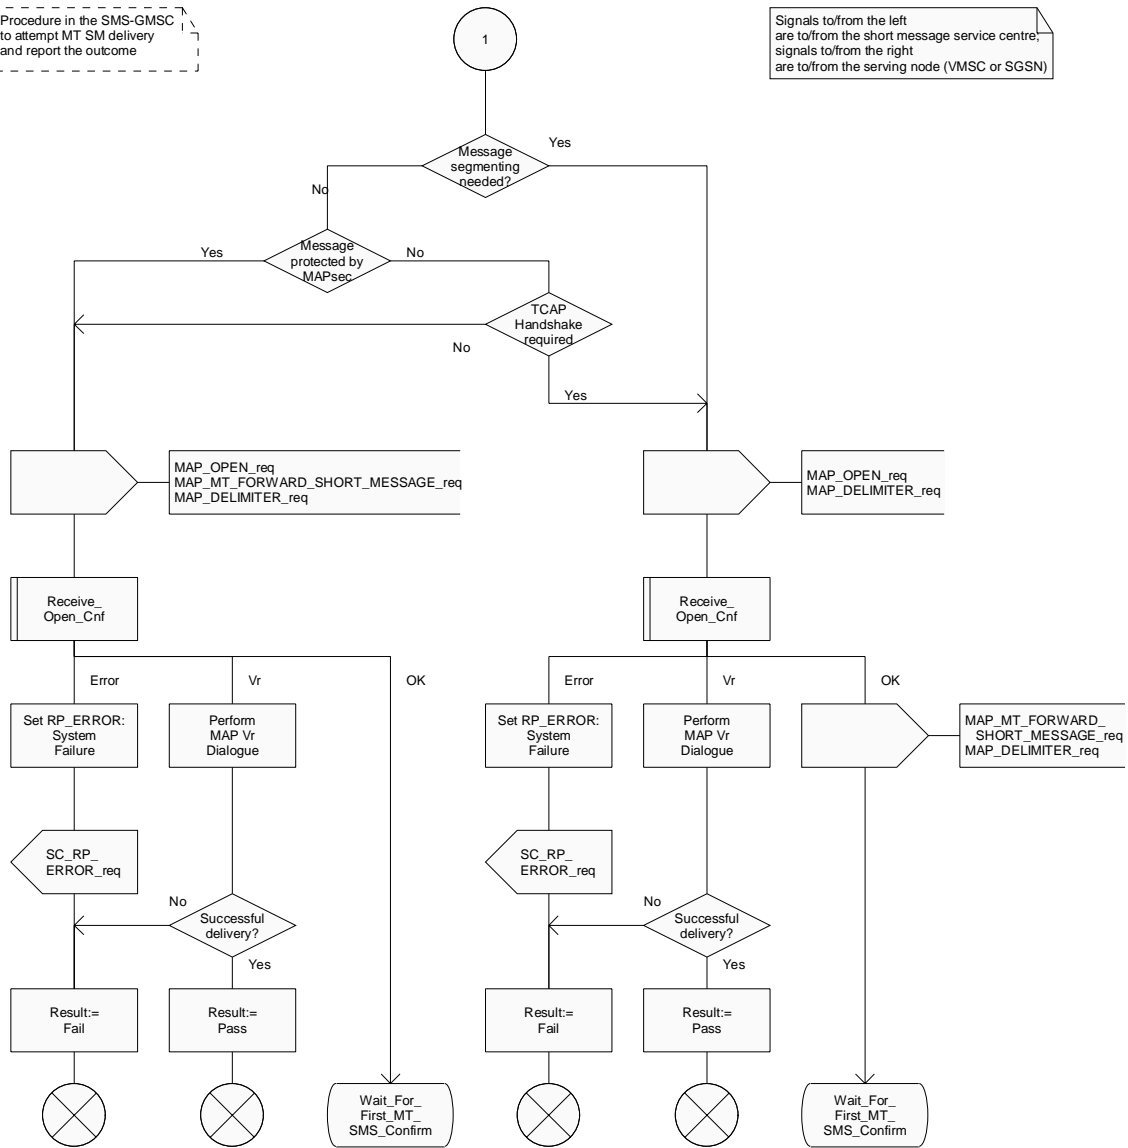 Procedure in the SMS-GMSC
to attempt MT SM delivery
and report the outcome
1
Signals to/from the left
are to/from the short message service centre;
signals to/from the right
are to/from the serving node (VMSC or SGSN)
Message
segmenting
needed?
Yes
No
Message
protected by
MAPsec
Yes
No
TCAP
Handshake
required
No
Yes
MAP_OPEN_req
MAP_MT_FORWARD_SHORT_MESSAGE_req
MAP_DELIMITER_req
MAP_OPEN_req
MAP_DELIMITER_req
Receive_
Open_Cnf
Receive_
Open_Cnf
Error
Vr
OK
Error
Vr
OK
Set RP_ERROR:
System
Failure
Perform
MAP Vr
Dialogue
Set RP_ERROR:
System
Failure
Perform
MAP Vr
Dialogue
MAP_MT_FORWARD_
SHORT_MESSAGE_req
MAP_DELIMITER_req
SC_RP_
ERROR_req
SC_RP_
ERROR_req
No
Successful
delivery?
Yes
No
Successful
delivery?
Yes
Result:=
Fail
Result:=
Pass
Result:=
Fail
Result:=
Pass
Wait_For_
First_MT_
SMS_Confirm
Wait_For_
First_MT_
SMS_Confirm